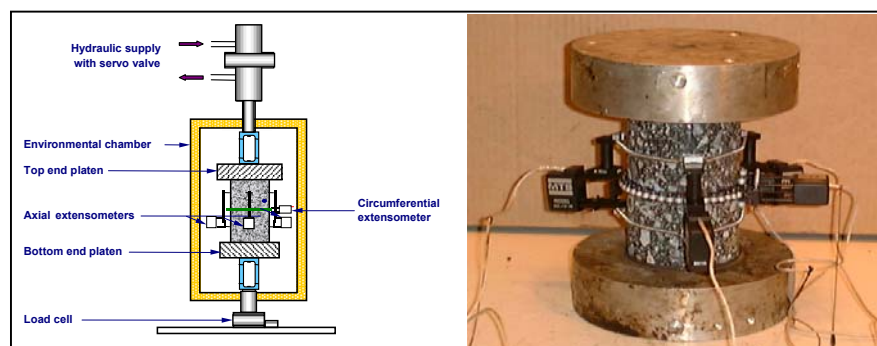 Hydraulic supply
with servo valve
Environmental chamber
Top end platen
Axial extensometers
Circumferential
extensometer
Bottom end platen
Load cell
MTS